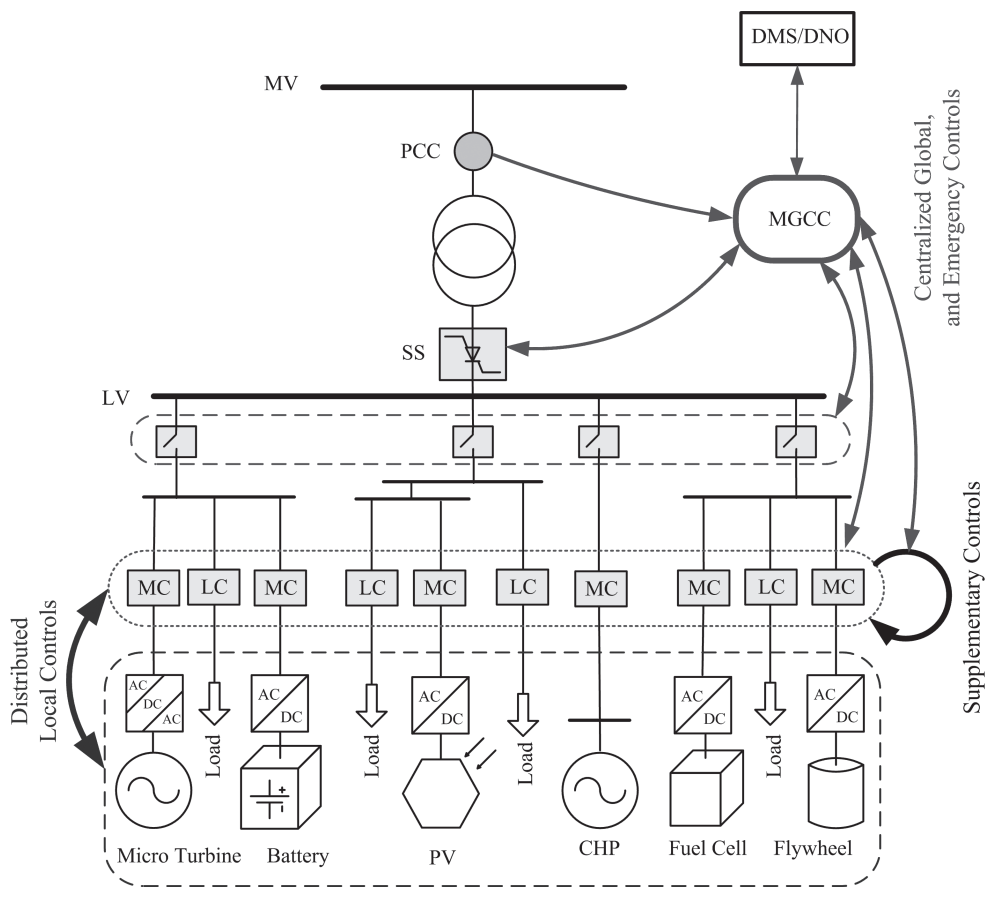 DMS/DNO
MV
PCC
MGCC
Centralized Global,
and Emergency Controls
SS
LV
MC
LC
MC
LC
MC
LC
MC
MC
LC
MC
Supplementary Controls
Distributed
Local Controls
AC
DC
AC
Load
AC
DC
Load
AC
DC
Load
AC
DC
Load
AC
DC
+
-
Micro Turbine
Battery
PV
CHP
Fuel Cell
Flywheel